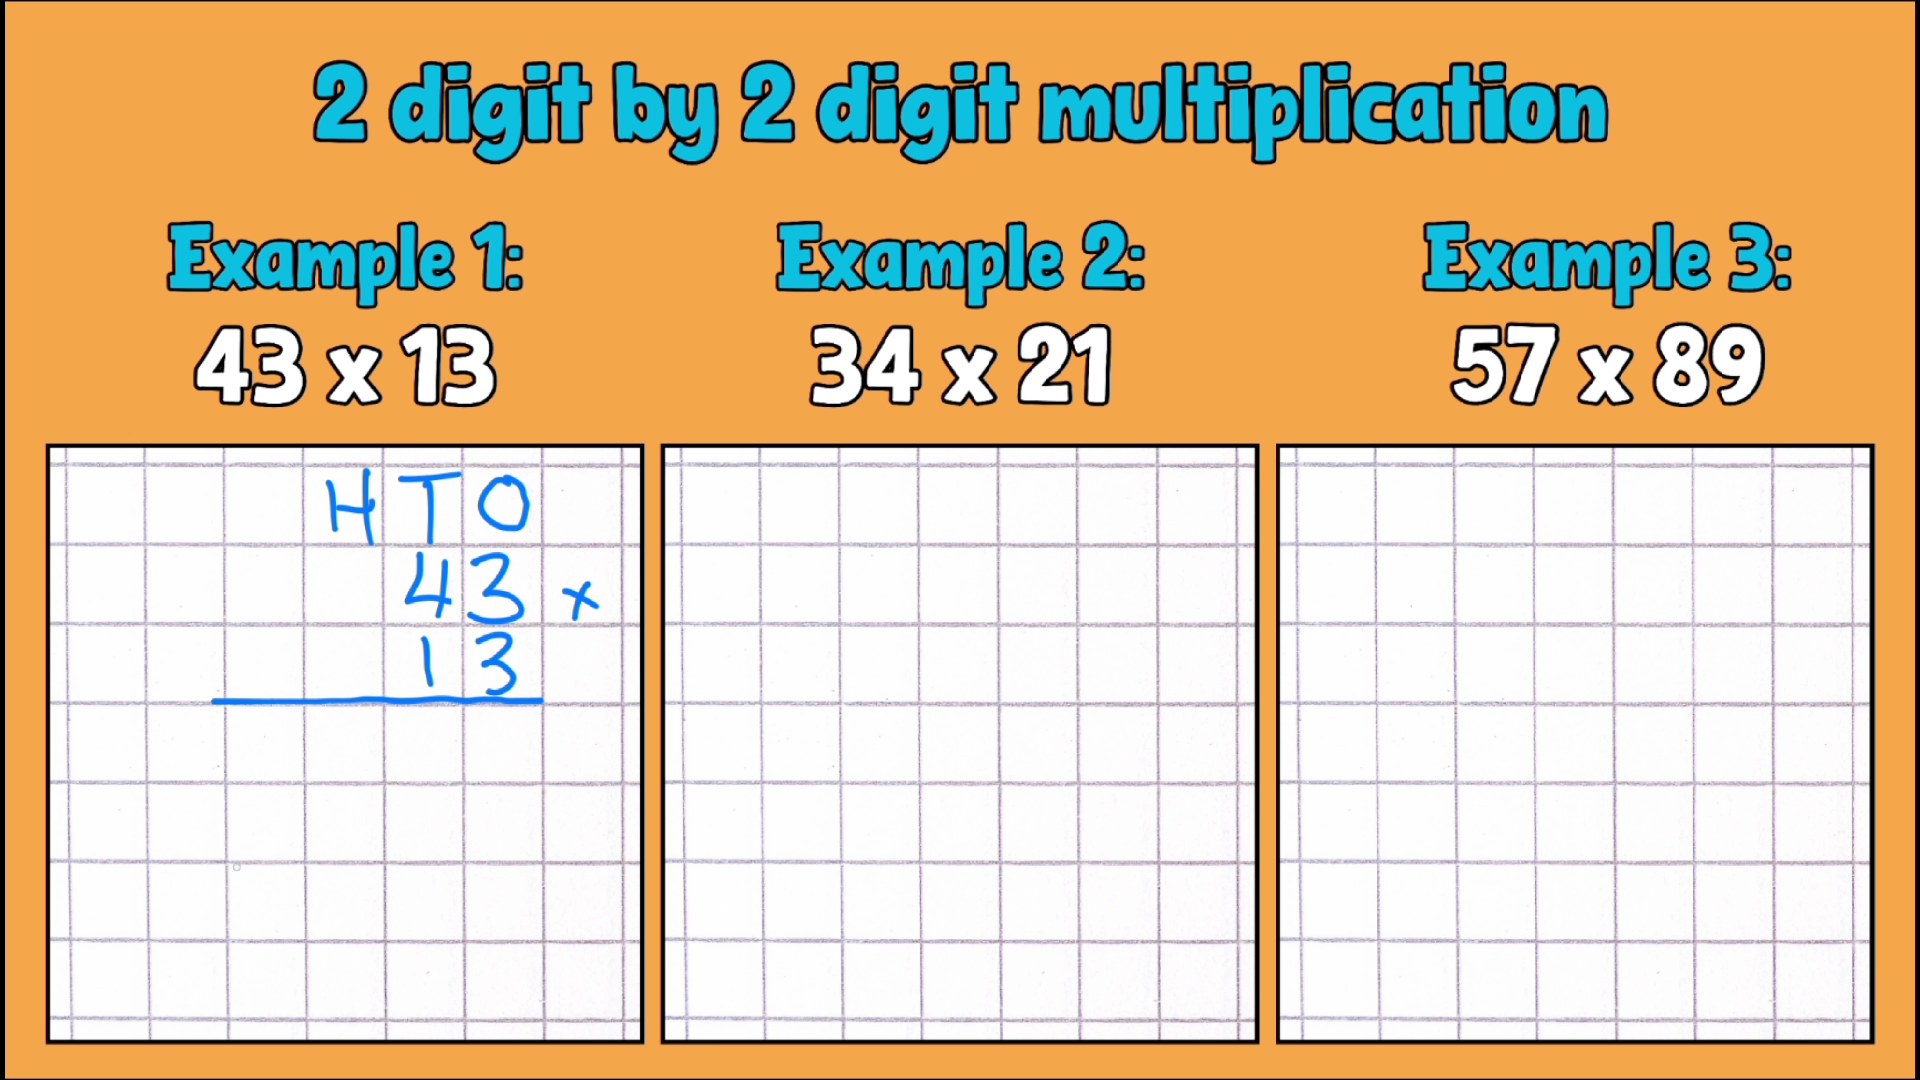 2 digit by 2 digit multiplication
Example 1:
43 x 13
Example 2:
34 x 21
Example 3:
57 x 89
H T O
4 3 x
1 3